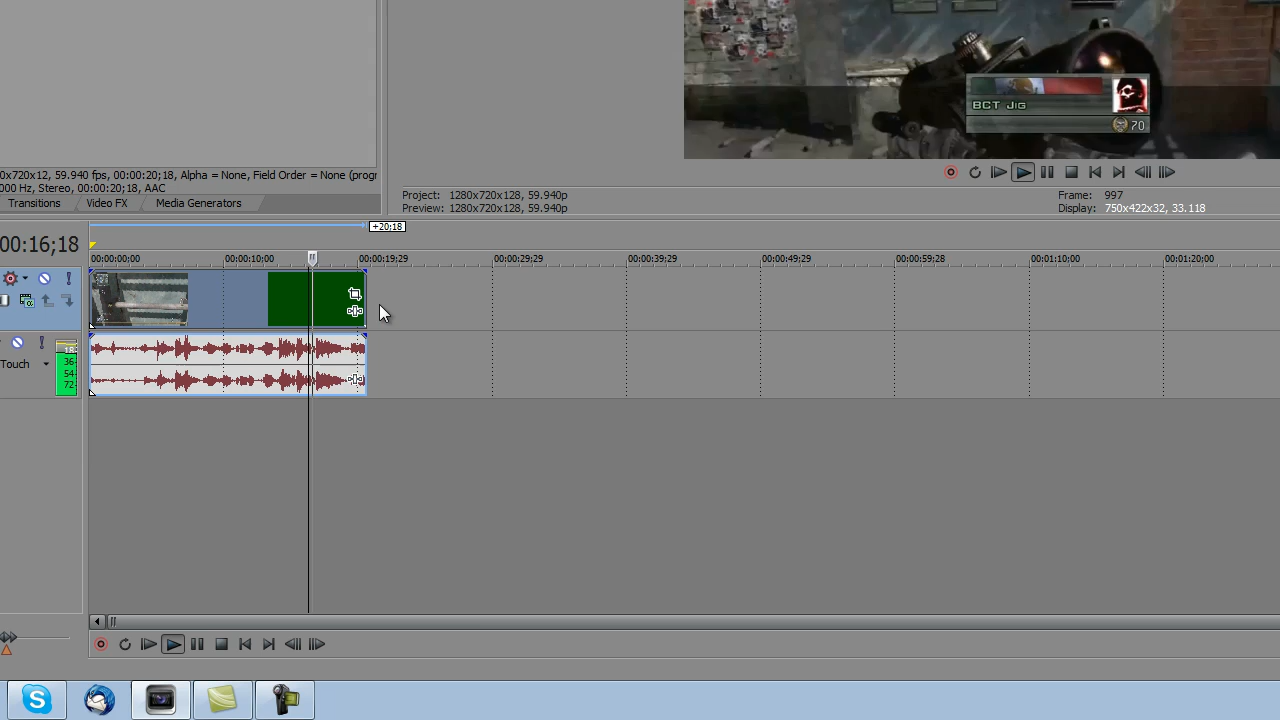 BCT Jig
70
0x720x12, 59.940 fps, 00:00:20;18, Alpha = None, Field Order = None (prog
000 Hz, Stereo, 00:00:20;18, AAC
Transitions Video FX Media Generators
Project: 1280x720x128, 59.940p
Preview: 1280x720x128, 59.940p
Frame: 997
Display: 750x422x32, 33.118
+20:18
00:16;18
00:00:00;00 00:00:10;00 00:00:19;29 00:00:29;29 00:00:39;29 00:00:49;29 00:00:59;28 00:01:10;00 00:01:20;00
18
36
54
72
Touch